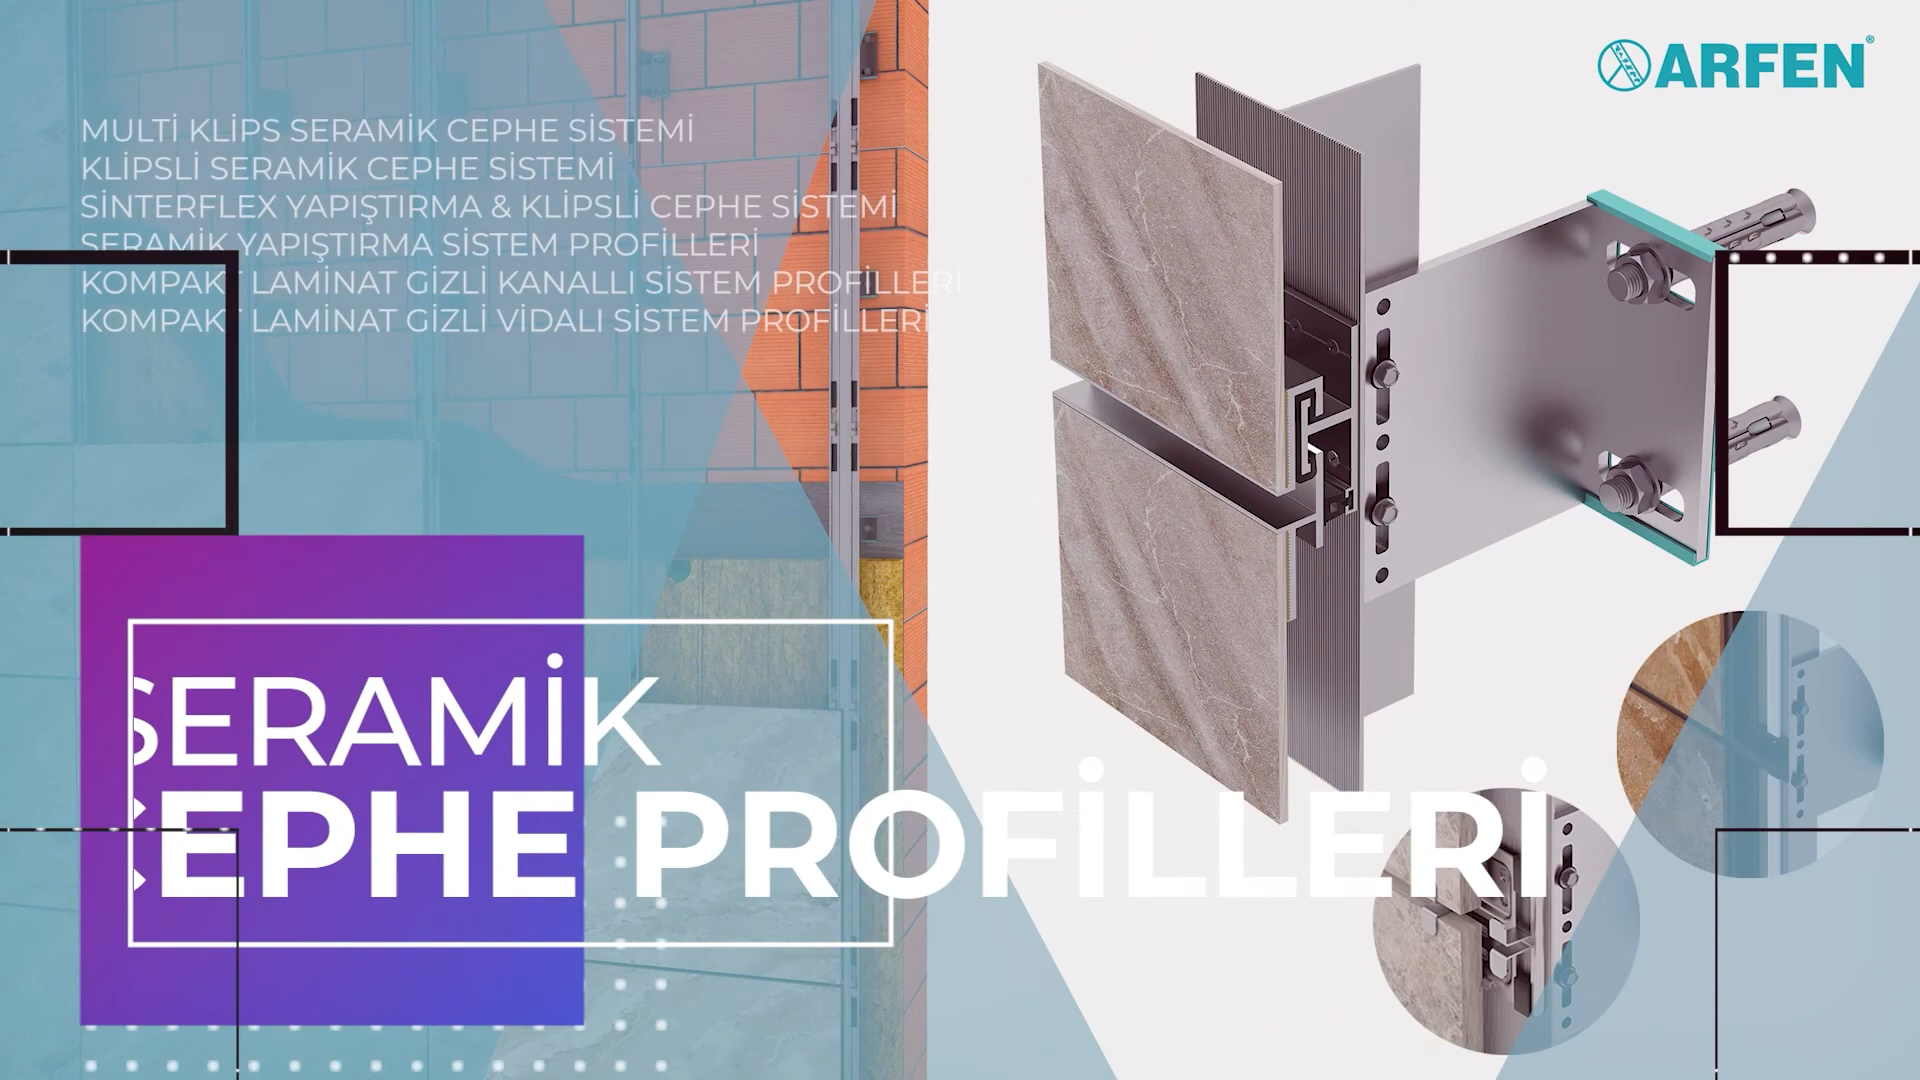 ARFEN®
MULTİ KLİPS SERAMİK CEPHE SİSTEMİ
KLİPSLİ SERAMİK CEPHE SİSTEMİ
SİNTERFLEX YAPIŞTIRMA & KLİPSLİ CEPHE SİSTEMİ
SERAMİK YAPIŞTIRMA SİSTEM PROFİLLERİ
KOMPAKT LAMİNAT GİZLİ KANALLI SİSTEM PROFİLLERİ
KOMPAKT LAMİNAT GİZLİ VİDALI SİSTEM PROFİLLERİ
SERAMİK
CEPHE PROFİLLERİ